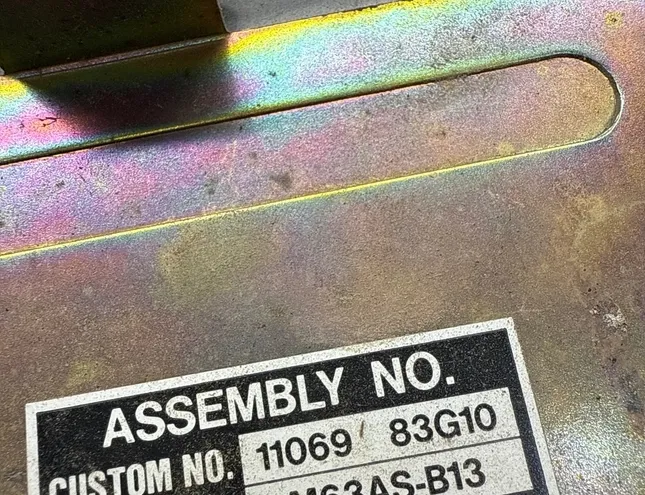 ASSEMBLY NO.
CUSTOM NO. 11069 83G10
M63AS-B13